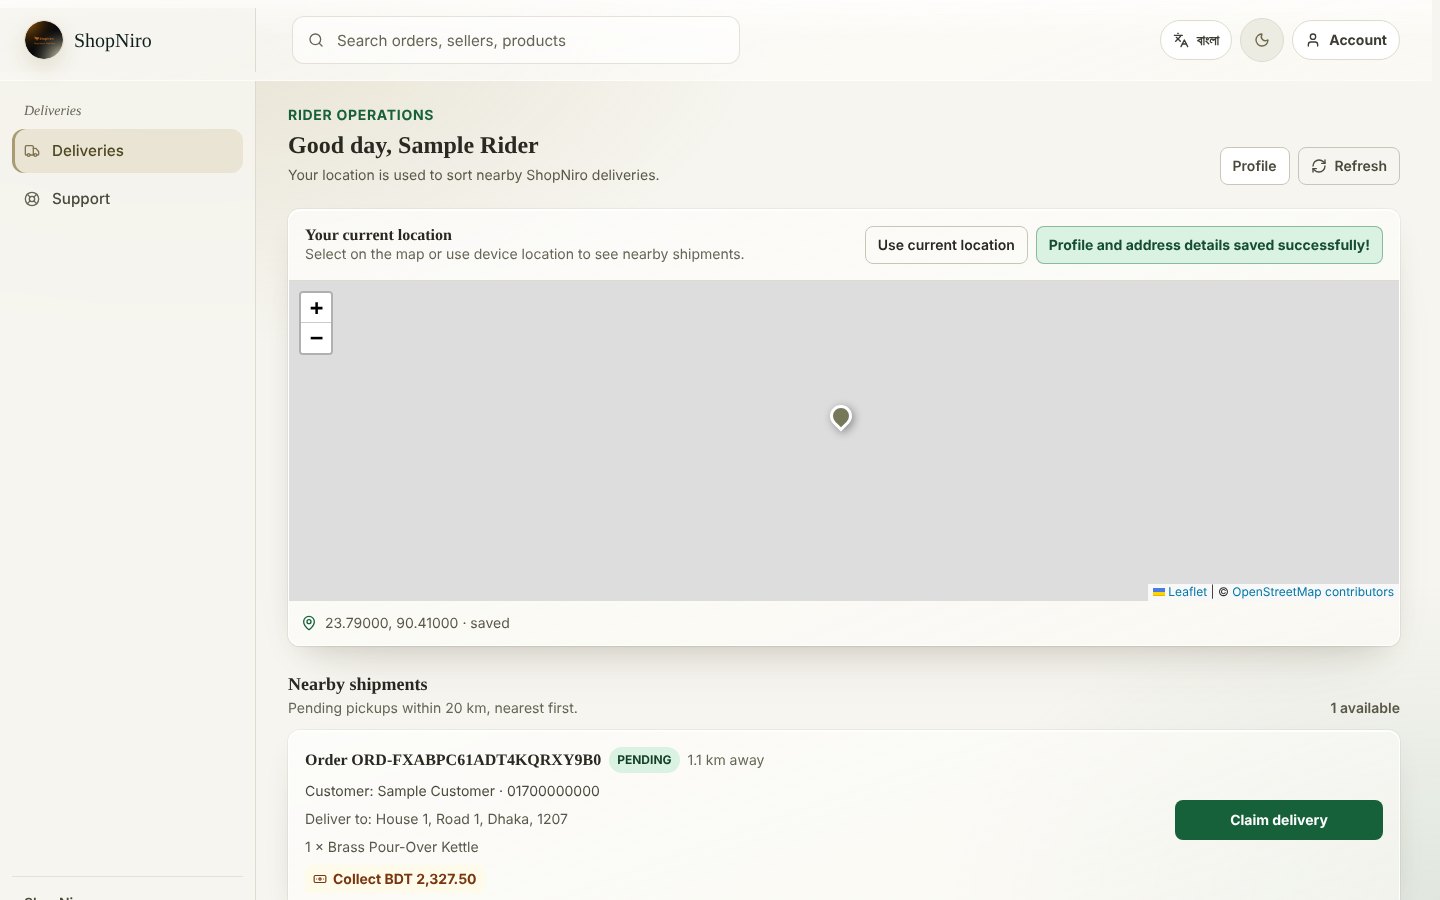 ShopNiro
Search orders, sellers, products
বাংলা
Account
Deliveries
Deliveries
Support
RIDER OPERATIONS
Good day, Sample Rider
Your location is used to sort nearby ShopNiro deliveries.
Profile
Refresh
Your current location
Select on the map or use device location to see nearby shipments.
Use current location
Profile and address details saved successfully!
+
−
Leaflet | © OpenStreetMap contributors
23.79000, 90.41000 · saved
Nearby shipments
Pending pickups within 20 km, nearest first.
1 available
Order ORD-FXABPC61ADT4KQRXY9B0 PENDING 1.1 km away
Customer: Sample Customer · 01700000000
Deliver to: House 1, Road 1, Dhaka, 1207
1 × Brass Pour-Over Kettle
Claim delivery
Collect BDT 2,327.50